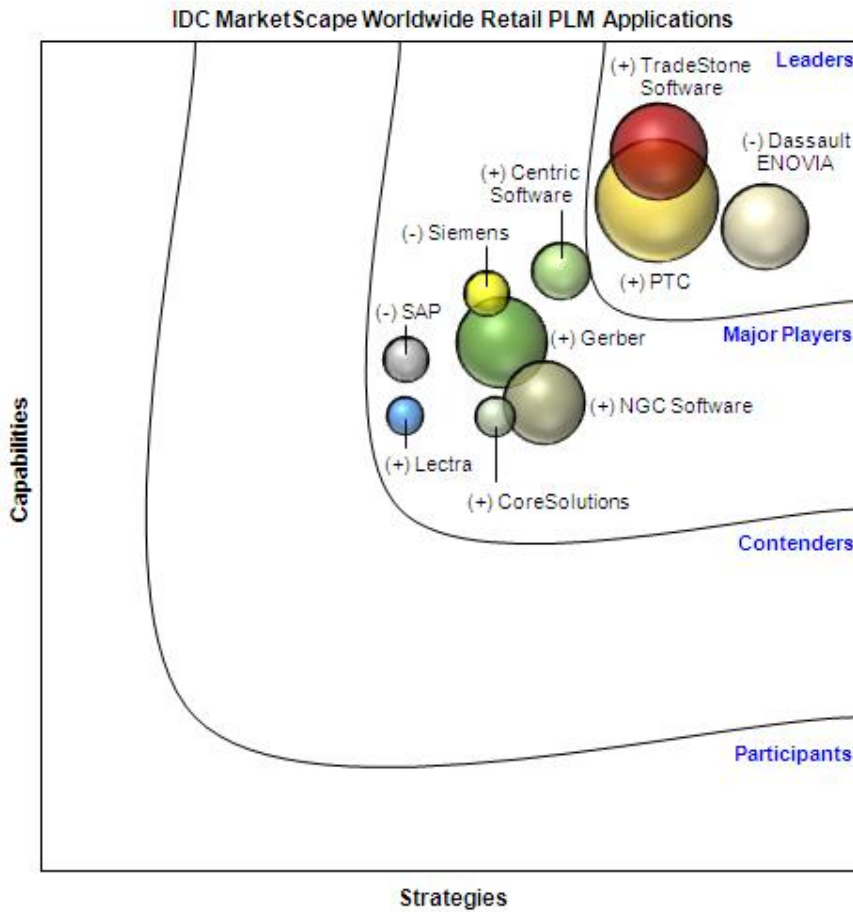 IDC MarketScape Worldwide Retail PLM Applications
Leaders
(+) TradeStone
Software
(-) Dassault
ENOVIA
(+) Centric
Software
(-) Siemens
(+) PTC
(-) SAP
Major Players
(+) Gerber
(+) NGC Software
(+) Lectra
(+) CoreSolutions
Capabilities
Contenders
Participants
Strategies